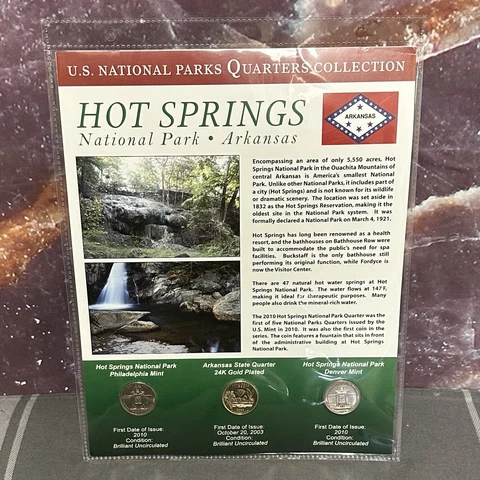 U.S. NATIONAL PARKS QUARTERS COLLECTION
HOT SPRINGS
National Park • Arkansas
ARKANSAS
Encompassing an area of only 5,550 acres, Hot
Springs National Park in the Ouachita Mountains of
central Arkansas is America's smallest National
Park. Unlike other National Parks, it includes part of
a city (Hot Springs) and is not known for its wildlife
or dramatic scenery. The location was set aside in
1832 as the Hot Springs Reservation, making it the
oldest site in the National Park system. It was
formally declared a National Park on March 4, 1921.
Hot Springs has long been renowned as a health
resort, and the bathhouses on Bathhouse Row were
built to accommodate the public's need for spa
facilities. Buckstaff is the only bathhouse still
performing its original function, while Fordyce is
now the Visitor Center.
There are 47 natural hot water springs at Hot
Springs National Park. The water flows at 147 F,
making it ideal for therapeutic purposes. Many
people also drink the mineral-rich water.
The 2010 Hot Springs National Park Quarter was the
first of five National Parks Quarters issued by the
U.S. Mint in 2010. It was also the first coin in the
series. The coin features a fountain that sits in front
of the administrative building at Hot Springs
National Park.
Hot Springs National Park
Philadelphia Mint
First Date of Issue:
2010
Condition:
Brilliant Uncirculated
Arkansas State Quarter
24K Gold Plated
First Date of Issue:
October 20, 2003
Condition:
Brilliant Uncirculated
Hot Springs National Park
Denver Mint
First Date of Issue:
2010
Condition:
Brilliant Uncirculated